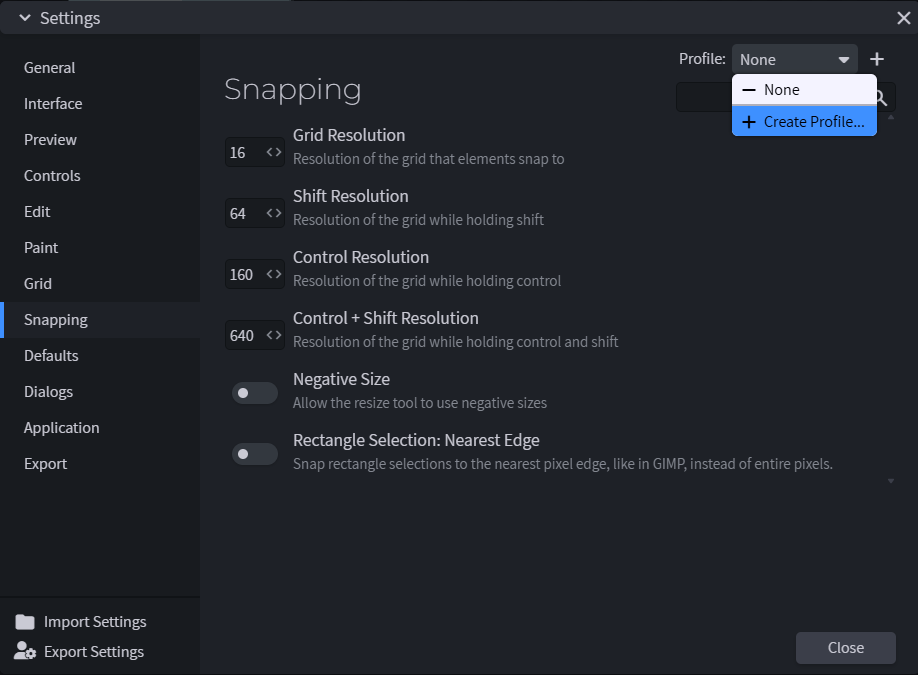 Settings
General
Interface
Preview
Controls
Edit
Paint
Grid
Snapping
Defaults
Dialogs
Application
Export
Import Settings
Export Settings
Profile: None
None
Create Profile...
Snapping
16
Grid Resolution
Resolution of the grid that elements snap to
64
Shift Resolution
Resolution of the grid while holding shift
160
Control Resolution
Resolution of the grid while holding control
640
Control + Shift Resolution
Resolution of the grid while holding control and shift
Negative Size
Allow the resize tool to use negative sizes
Rectangle Selection: Nearest Edge
Snap rectangle selections to the nearest pixel edge, like in GIMP, instead of entire pixels.
Close